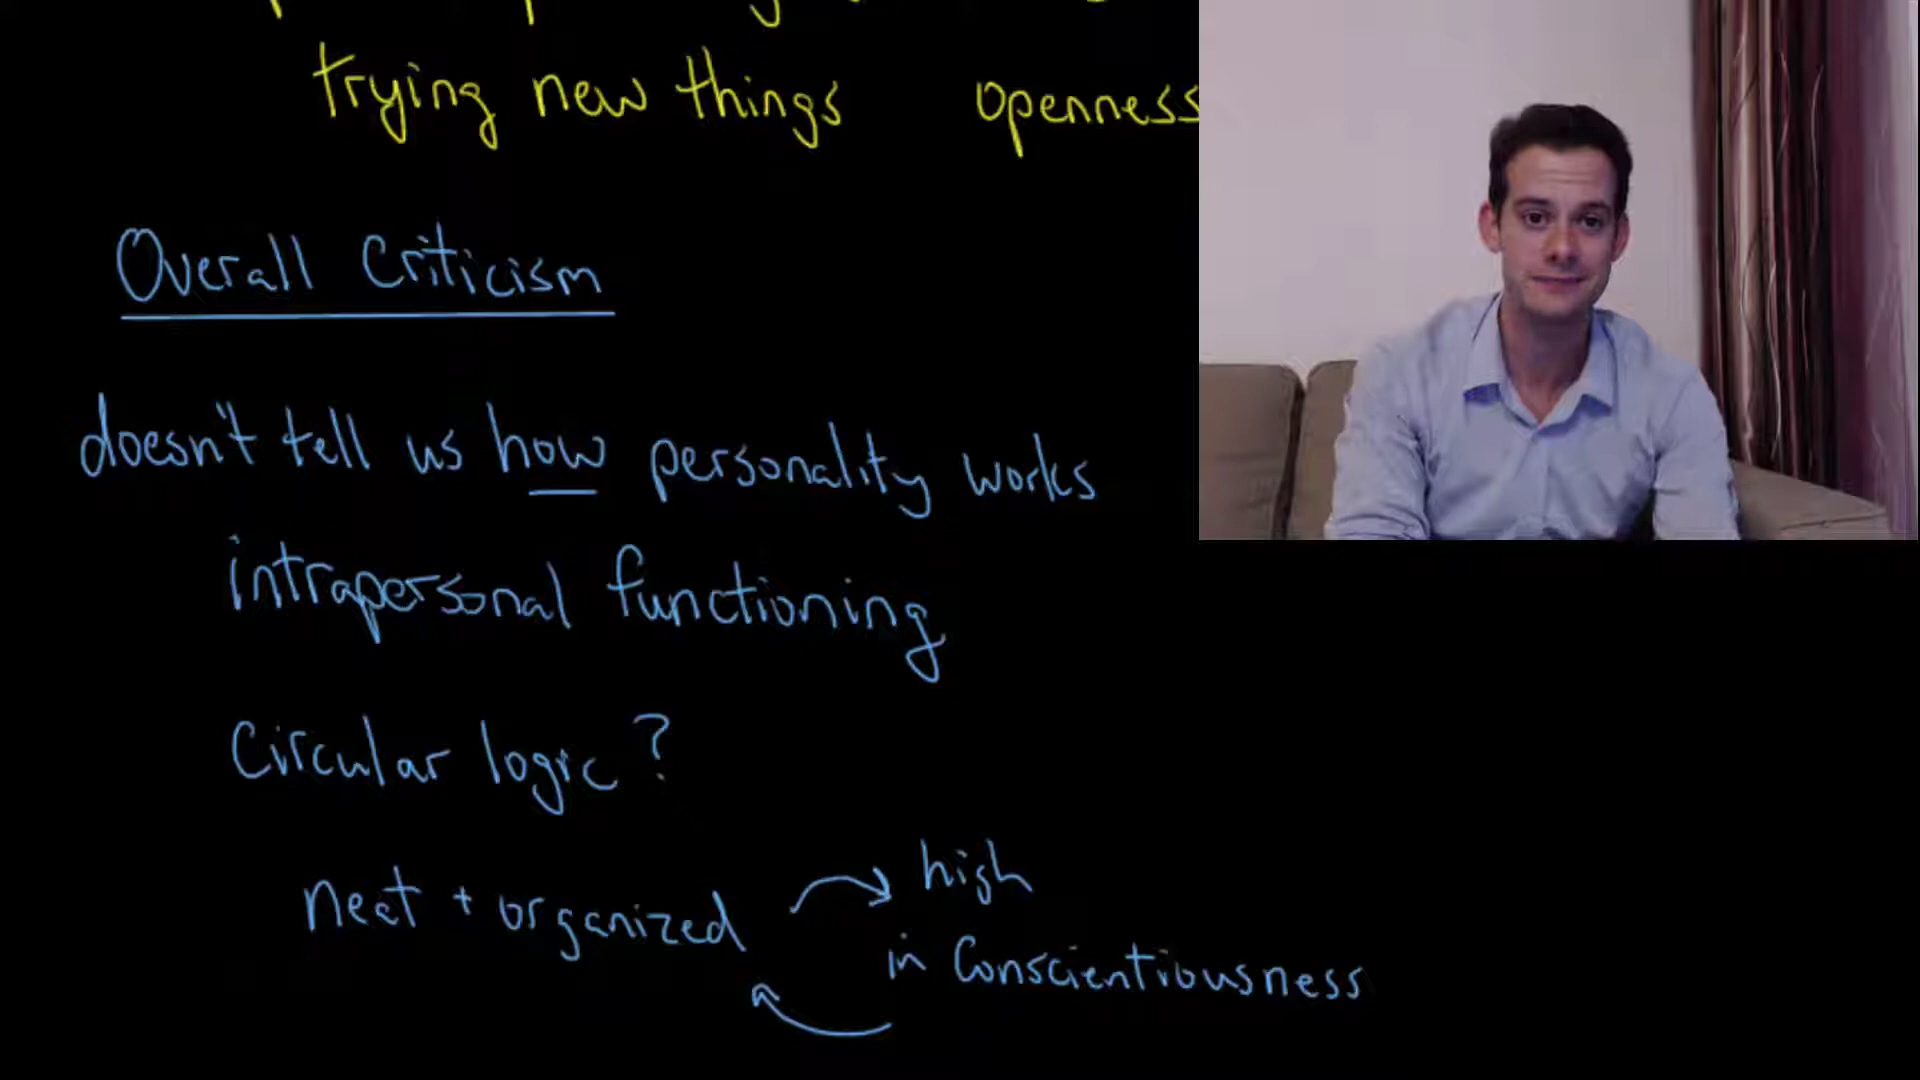 trying new things openness
Overall Criticism
doesn't tell us how personality works
intrapersonal functioning
Circular logic?
neat + organized
high
in Conscientiousness